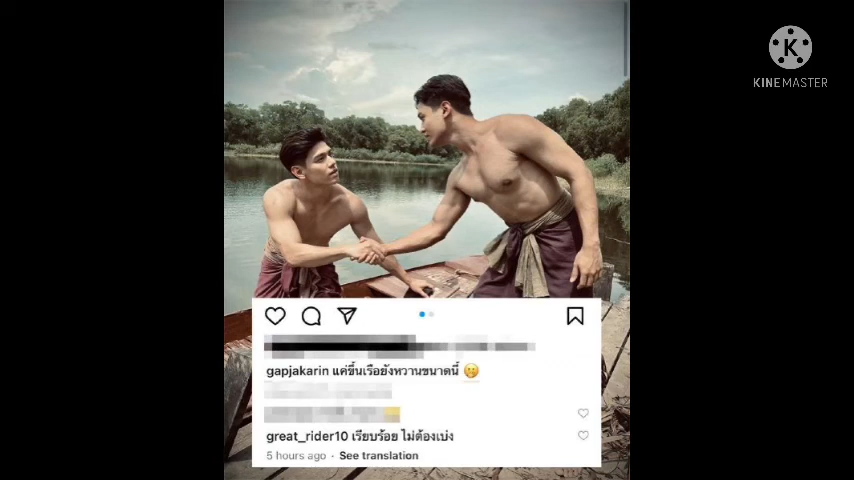 K
KINEMASTER
gapjakarin แค่ขึ้นเรือยังหวานขนาดนี้ 🤭
great_rider10 เรียบร้อย ไม่ต้องเบ่ง
5 hours ago · See translation